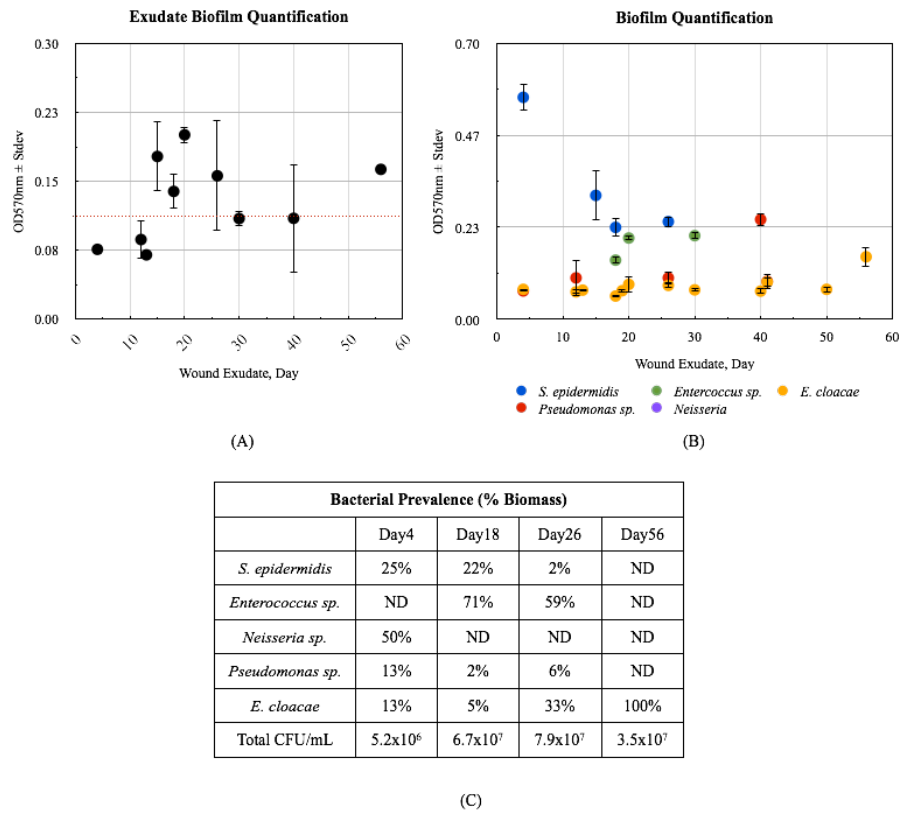 Exudate Biofilm Quantification
0.30
0.23
0.15
0.08
0.00
OD570nm ± Stdev
0 10 20 30 40 50 60
Wound Exudate, Day
(A)
Biofilm Quantification
0.70
0.47
0.23
0.00
OD570nm ± Stdev
0 10 20 30 40 50 60
Wound Exudate, Day
S. epidermidis Entercoccus sp. E. cloacae
Pseudomonas sp. Neisseria
(B)
Bacterial Prevalence (% Biomass)
Day4 Day18 Day26 Day56
S. epidermidis 25% 22% 2% ND
Enterococcus sp. ND 71% 59% ND
Neisseria sp. 50% ND ND ND
Pseudomonas sp. 13% 2% 6% ND
E. cloacae 13% 5% 33% 100%
Total CFU/mL 5.2x10⁶ 6.7x10⁷ 7.9x10⁷ 3.5x10⁷
(C)